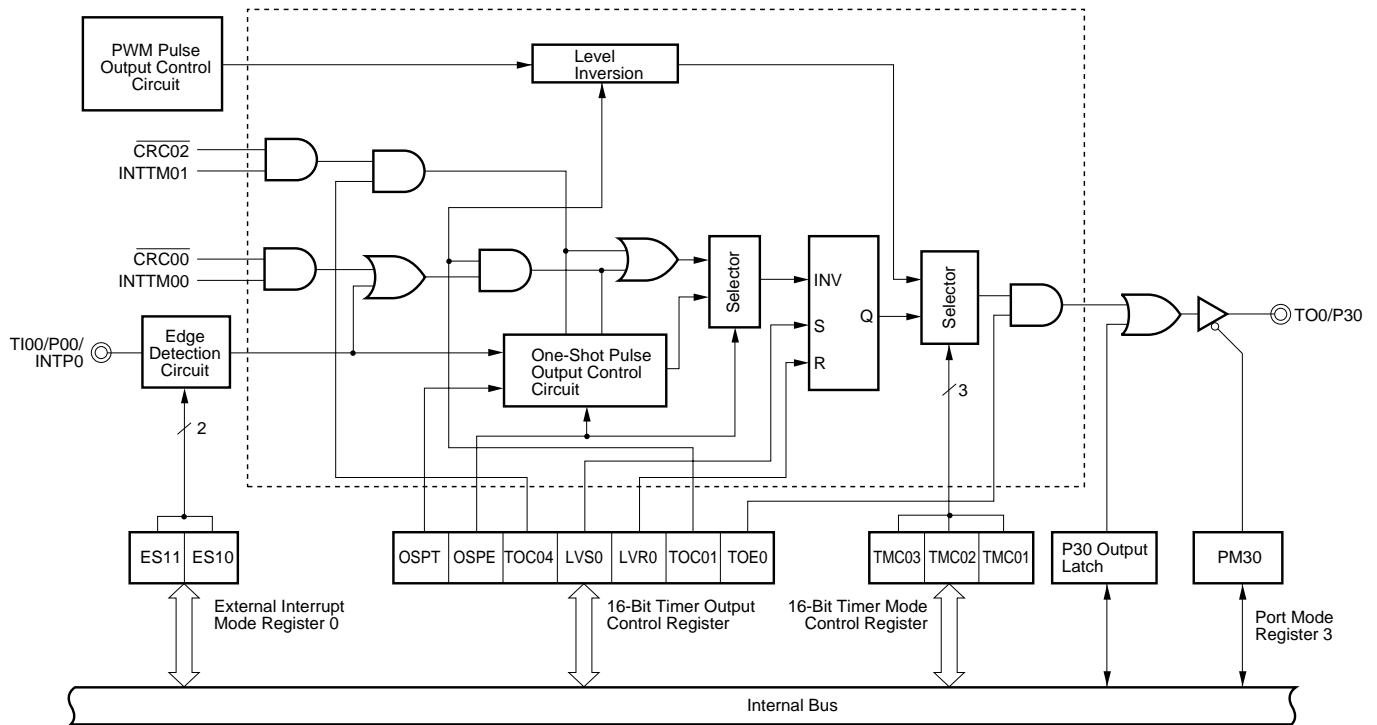 PWM Pulse
Output Control
Circuit
Level
Inversion
CRC02
INTTM01
CRC00
INTTM00
TI00/P00/
INTP0
Edge
Detection
Circuit
2
One-Shot Pulse
Output Control
Circuit
Selector
INV
S
R
Q
Selector
3
TO0/P30
ES11
ES10
OSPT
OSPE
TOC04
LVS0
LVR0
TOC01
TOE0
TMC03
TMC02
TMC01
P30 Output
Latch
PM30
External Interrupt
Mode Register 0
16-Bit Timer Output
Control Register
16-Bit Timer Mode
Control Register
Port Mode
Register 3
Internal Bus